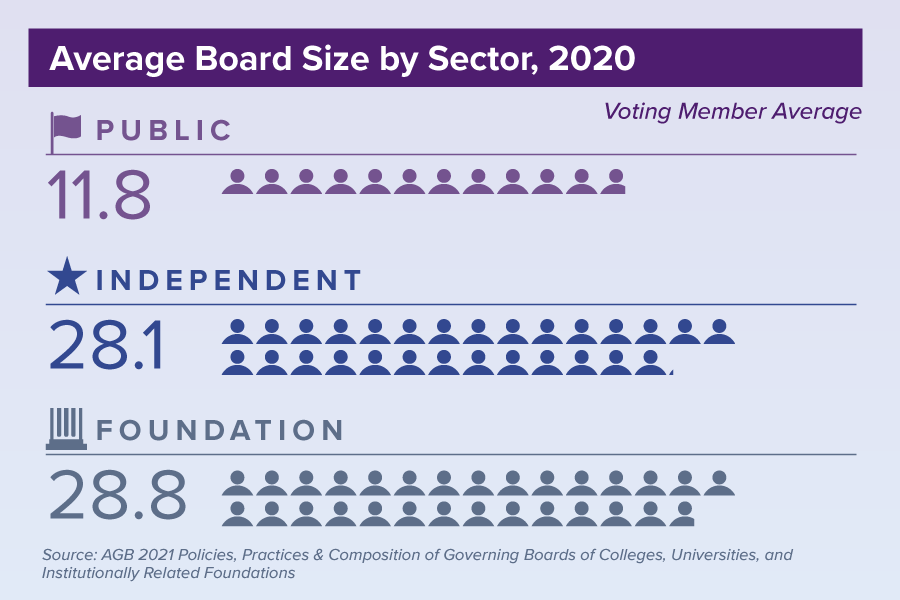 Average Board Size by Sector, 2020
Voting Member Average
PUBLIC
11.8
INDEPENDENT
28.1
FOUNDATION
28.8
Source: AGB 2021 Policies, Practices & Composition of Governing Boards of Colleges, Universities, and
Institutionally Related Foundations